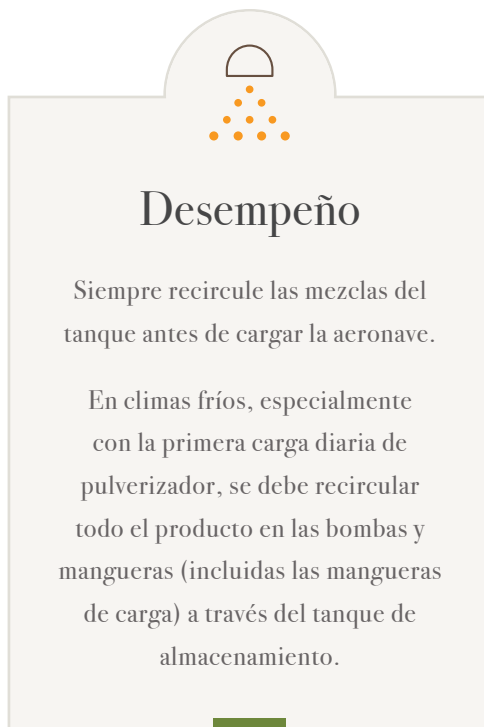 Desempeño
Siempre recircule las mezclas del
tanque antes de cargar la aeronave.
En climas fríos, especialmente
con la primera carga diaria de
pulverizador, se debe recircular
todo el producto en las bombas y
mangueras (incluidas las mangueras
de carga) a través del tanque de
almacenamiento.